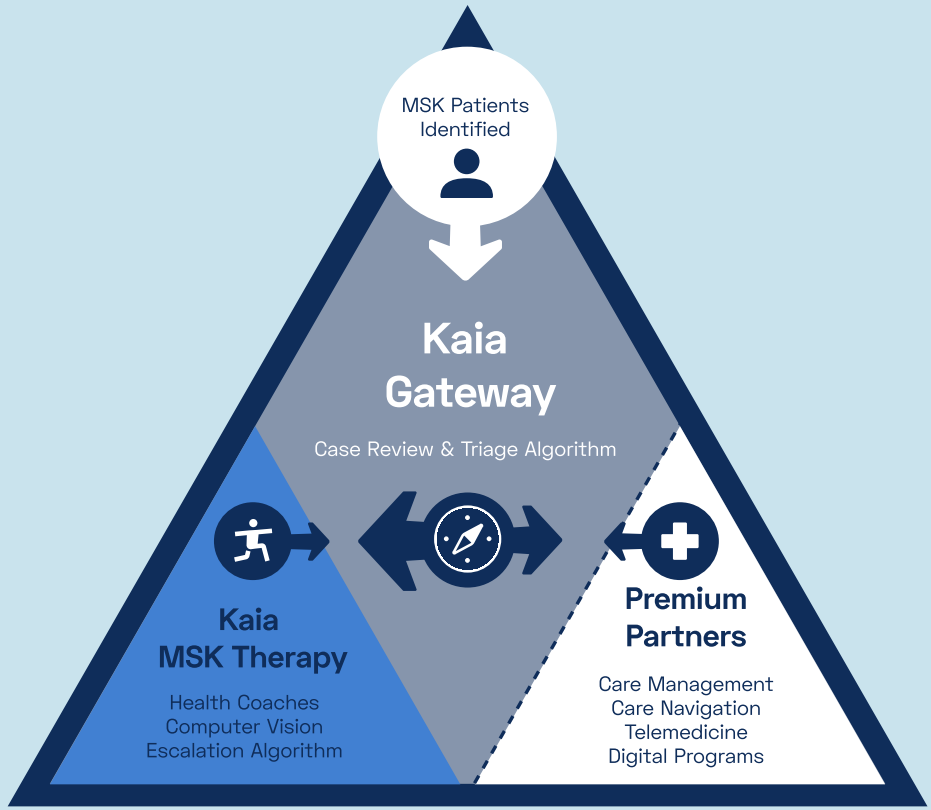 MSK Patients
Identified
Kaia
Gateway
Case Review & Triage Algorithm
Kaia
MSK Therapy
Health Coaches
Computer Vision
Escalation Algorithm
Premium
Partners
Care Management
Care Navigation
Telemedicine
Digital Programs